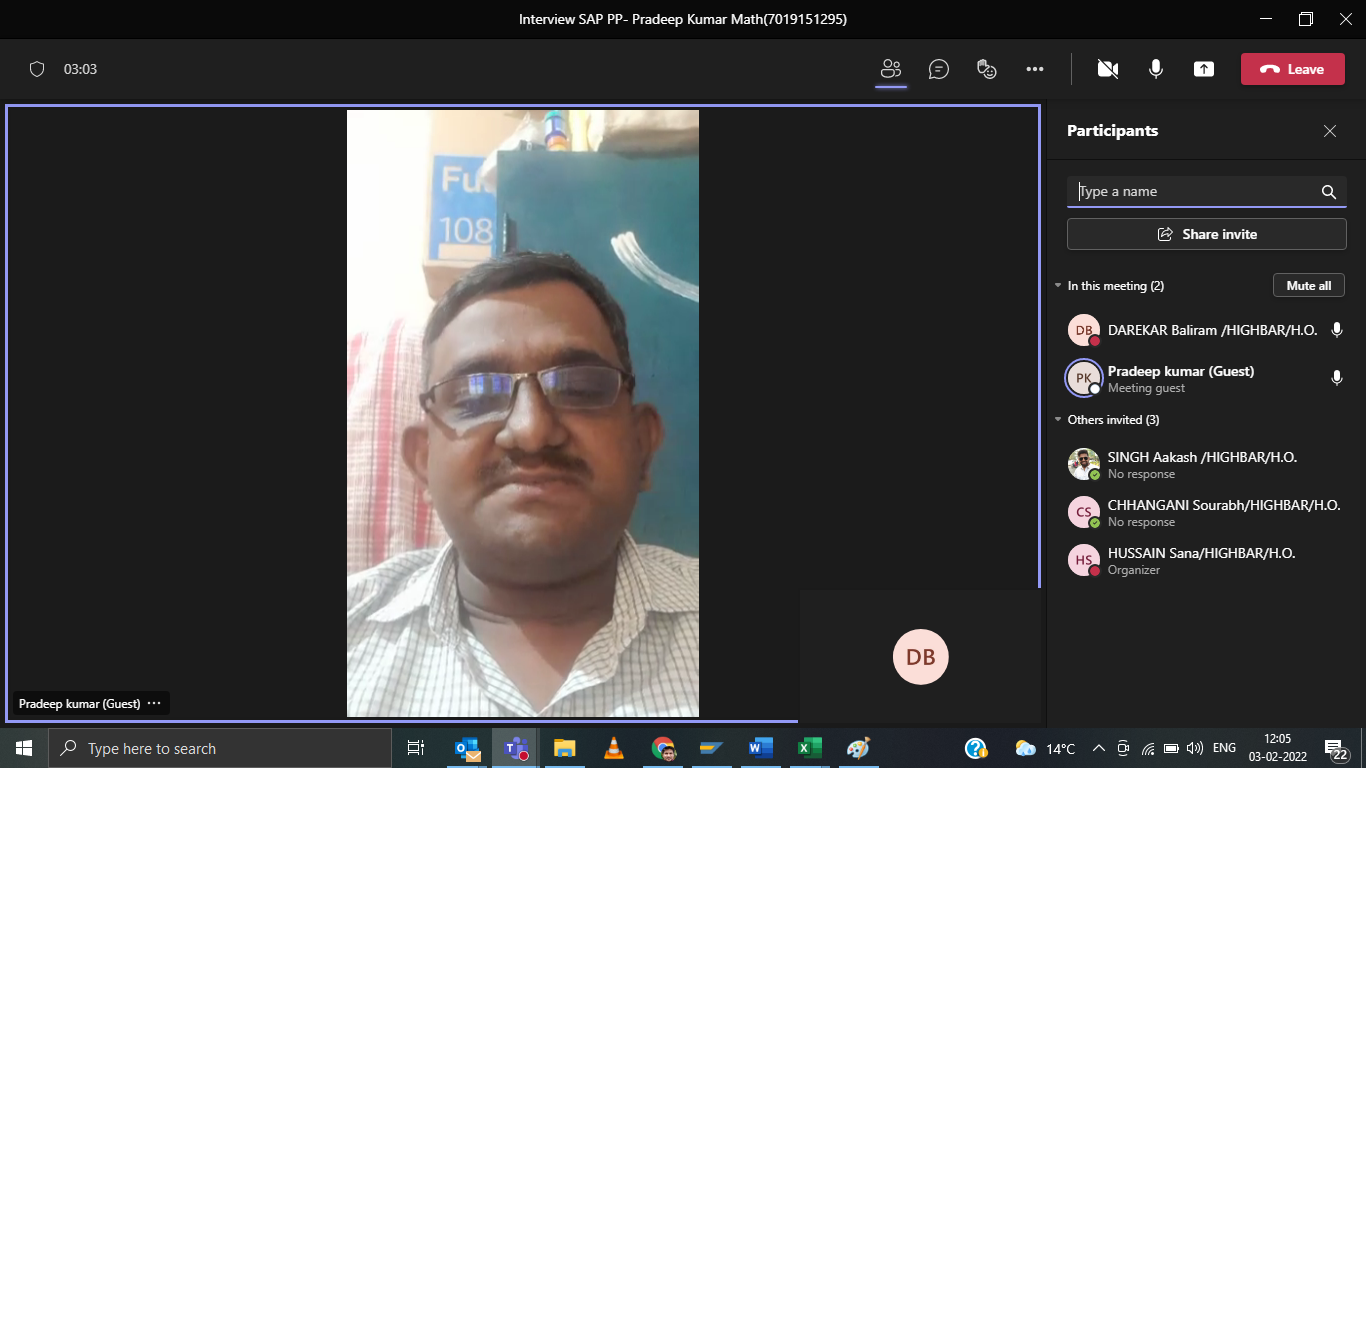 Interview SAP PP- Pradeep Kumar Math(7019151295)
03:03
Leave
Participants
Type a name
Share invite
In this meeting (2)
Mute all
DB
DAREKAR Baliram /HIGHBAR/H.O.
PK
Pradeep kumar (Guest)
Meeting guest
Others invited (3)
SINGH Aakash /HIGHBAR/H.O.
No response
CS
CHHANGANI Sourabh/HIGHBAR/H.O.
No response
HS
HUSSAIN Sana/HIGHBAR/H.O.
Organizer
Fu
108
DB
Pradeep kumar (Guest)
Type here to search
14°C
ENG
12:05
03-02-2022
22